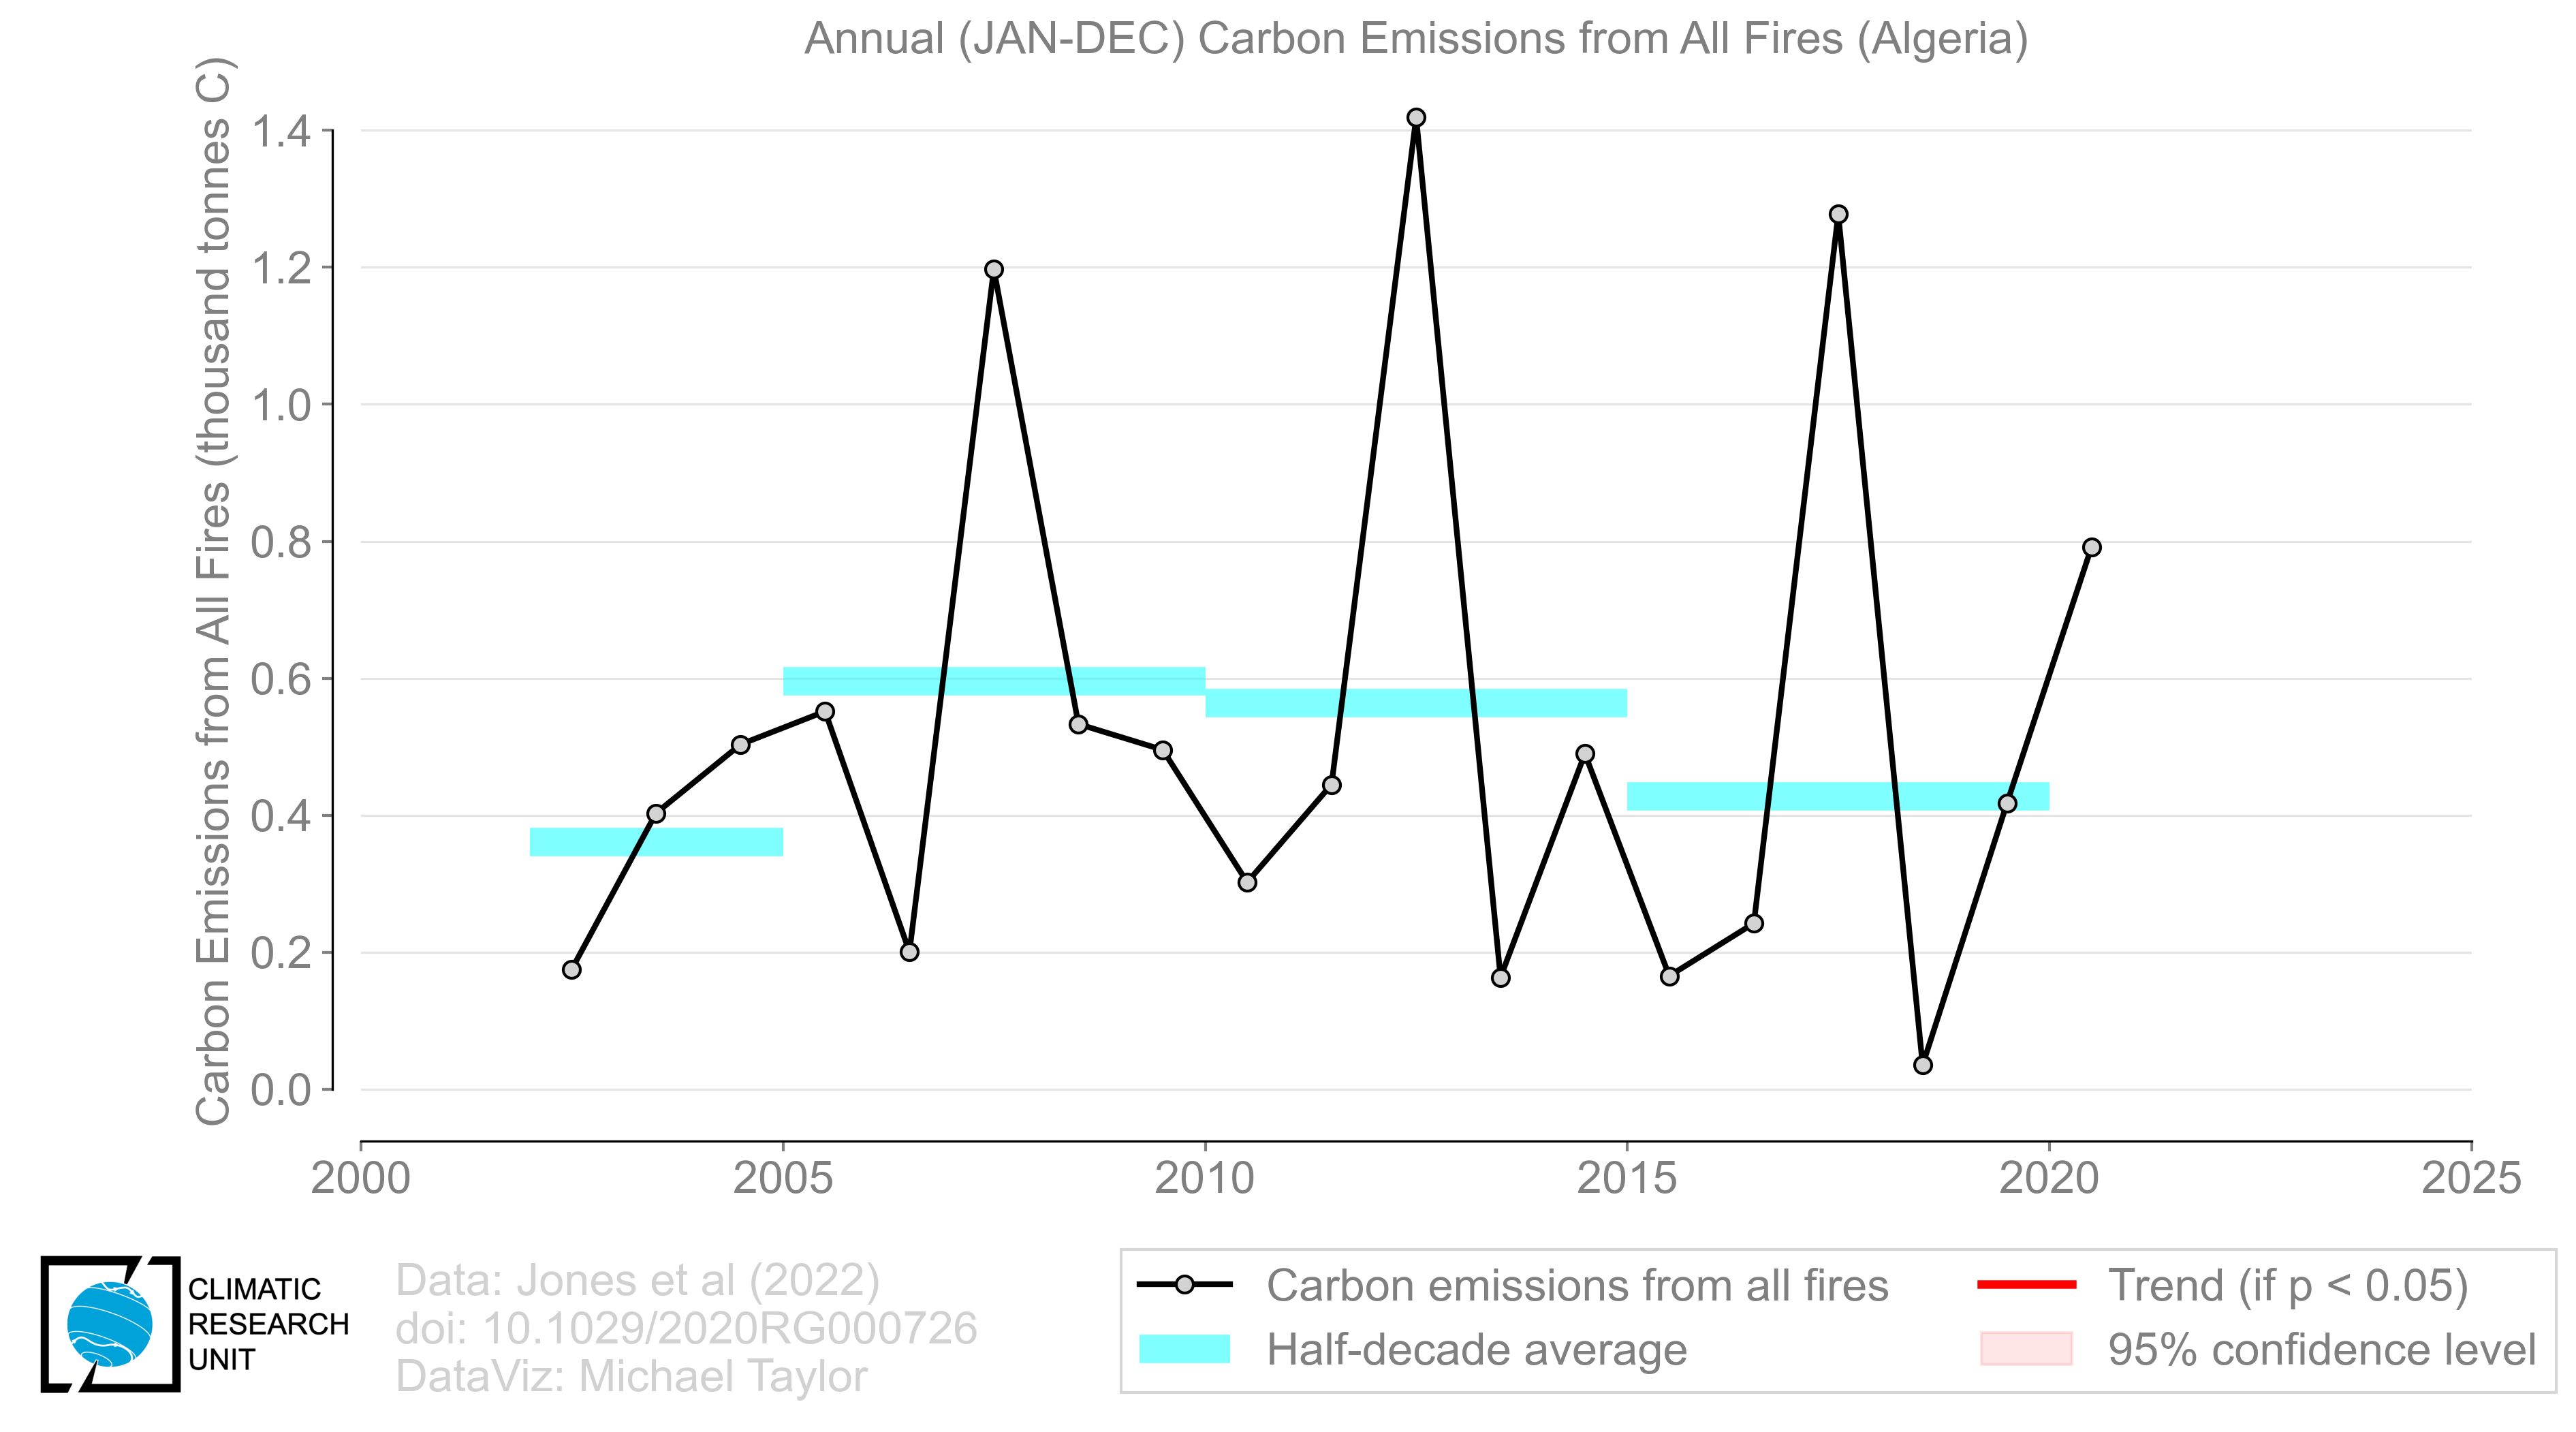 Annual (JAN-DEC) Carbon Emissions from All Fires (Algeria)
Carbon Emissions from All Fires (thousand tonnes C)
1.4
1.2
1.0
0.8
0.6
0.4
0.2
0.0
2000 2005 2010 2015 2020 2025
CLIMATIC
RESEARCH
UNIT
Data: Jones et al (2022)
doi: 10.1029/2020RG000726
DataViz: Michael Taylor
Carbon emissions from all fires
Half-decade average
Trend (if p < 0.05)
95% confidence level